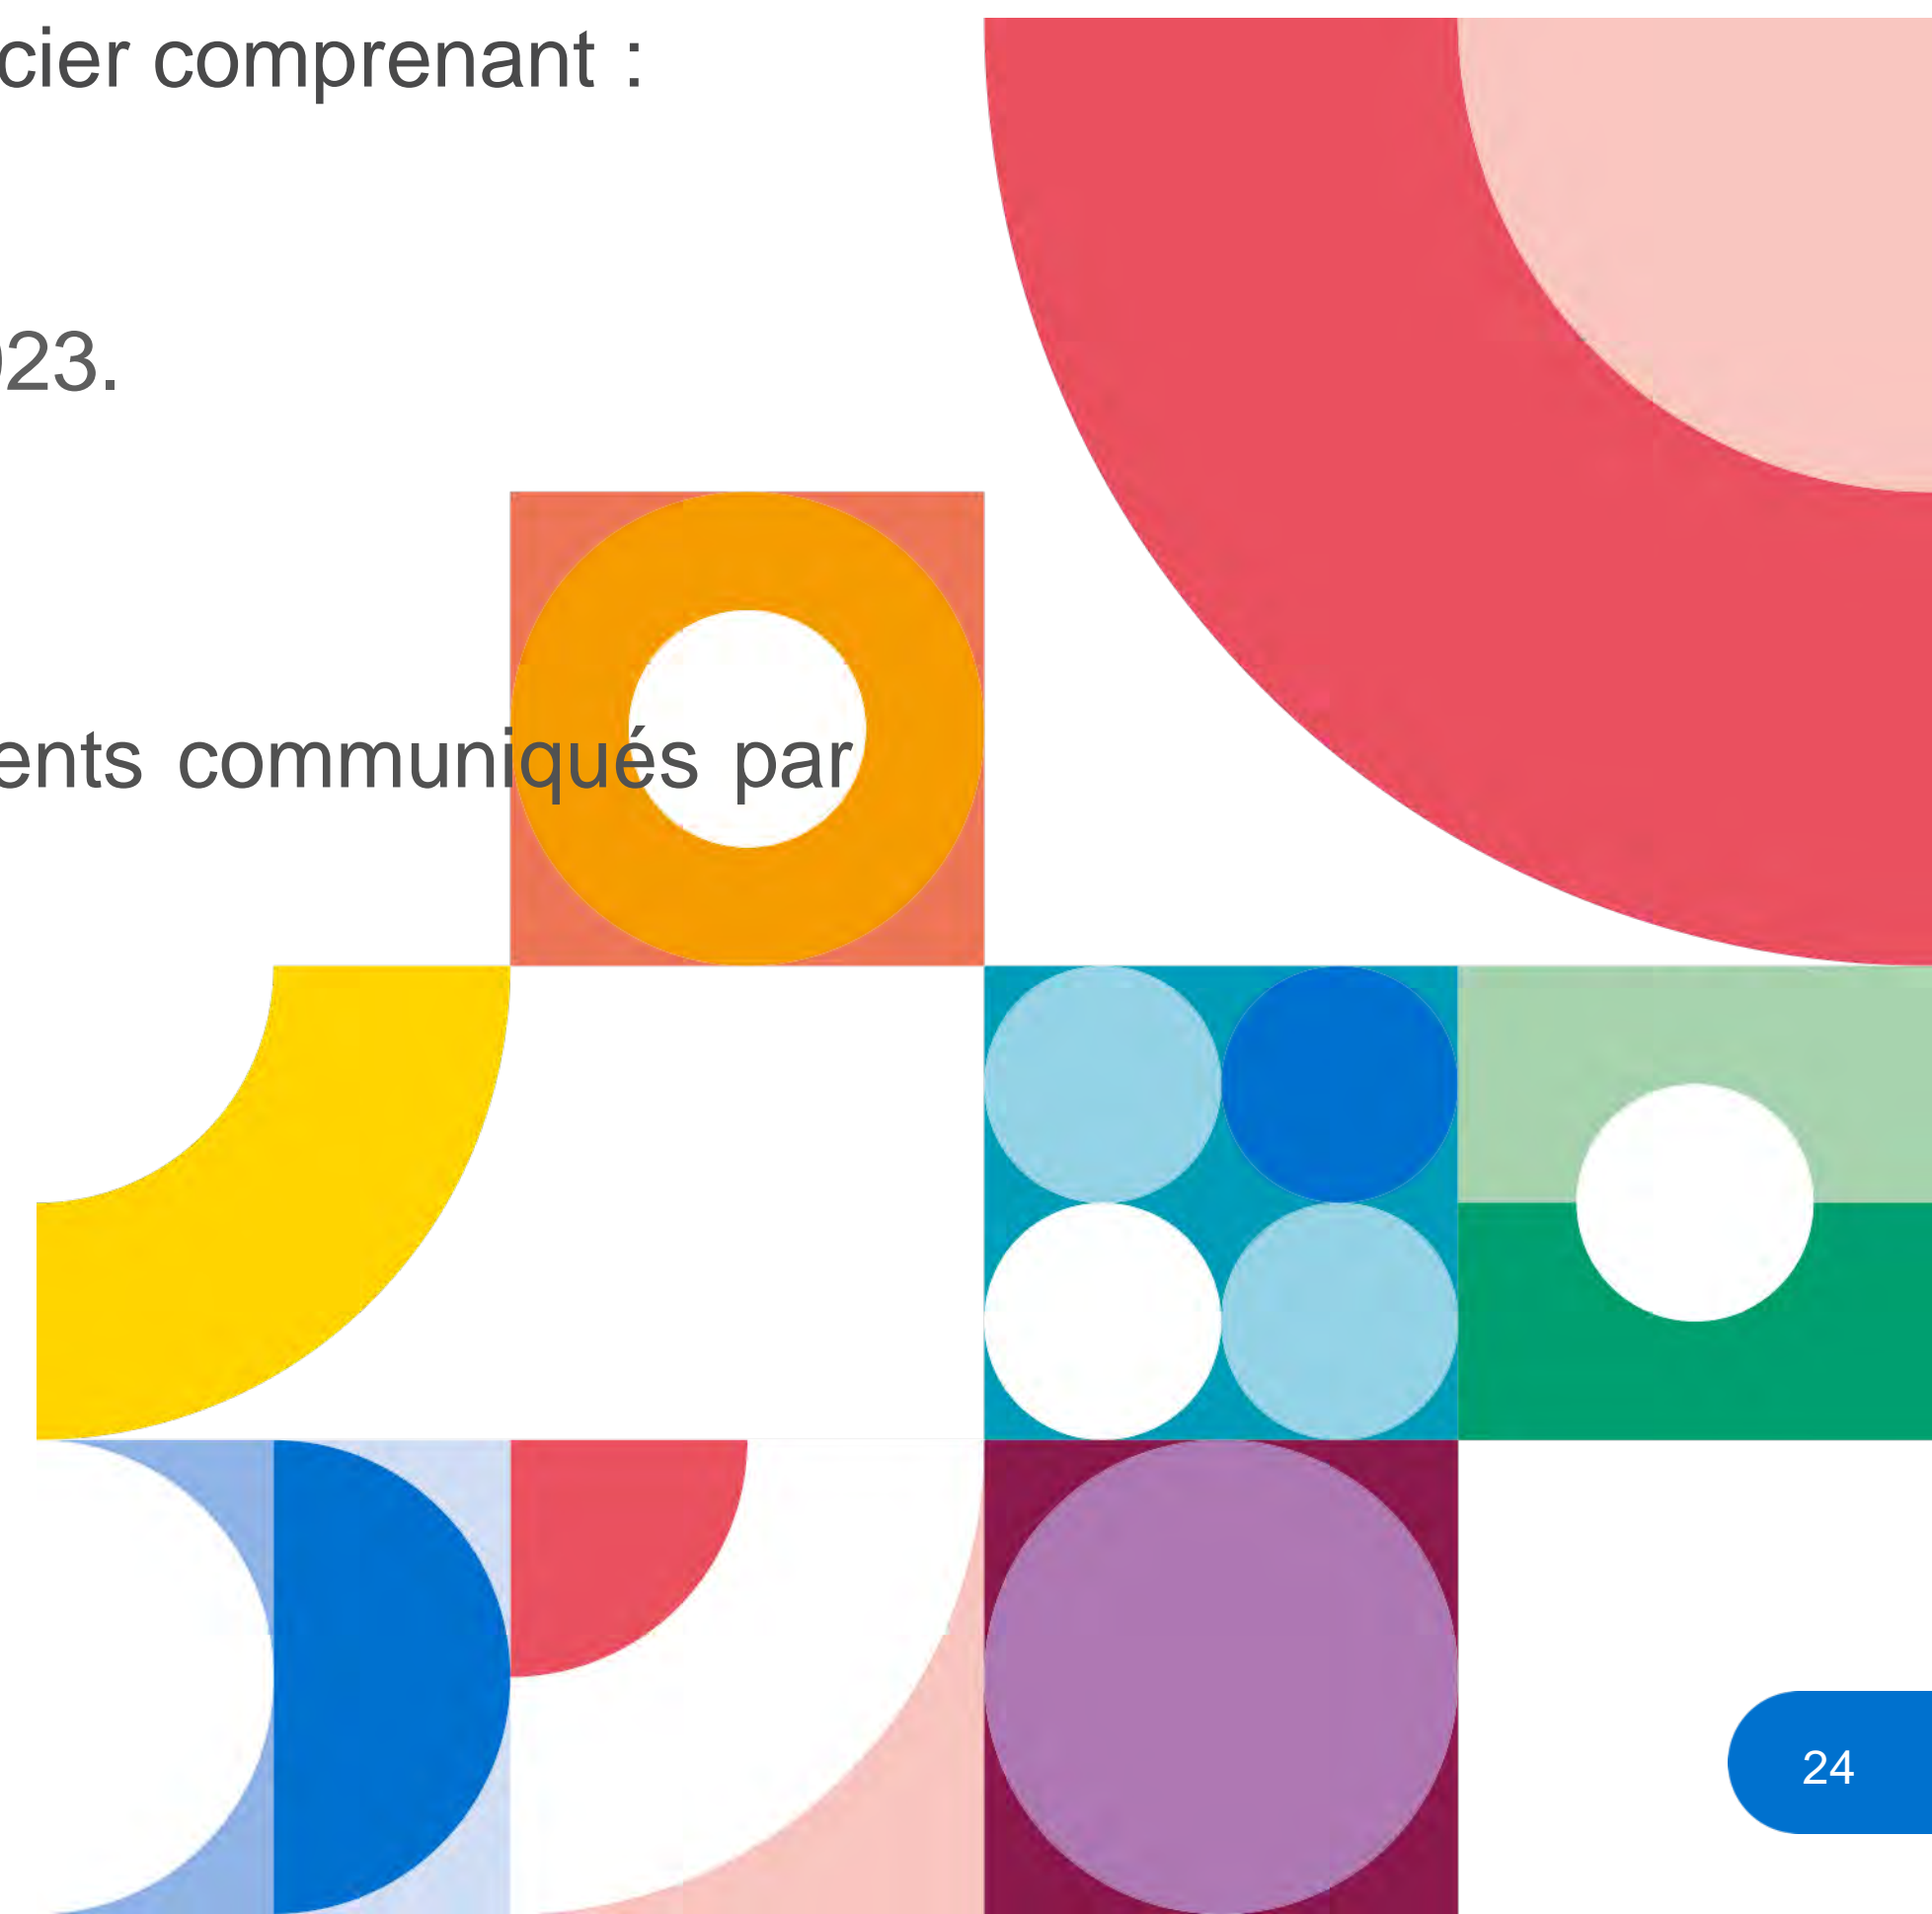 cier comprenant :
023.
ents communiqués par
24